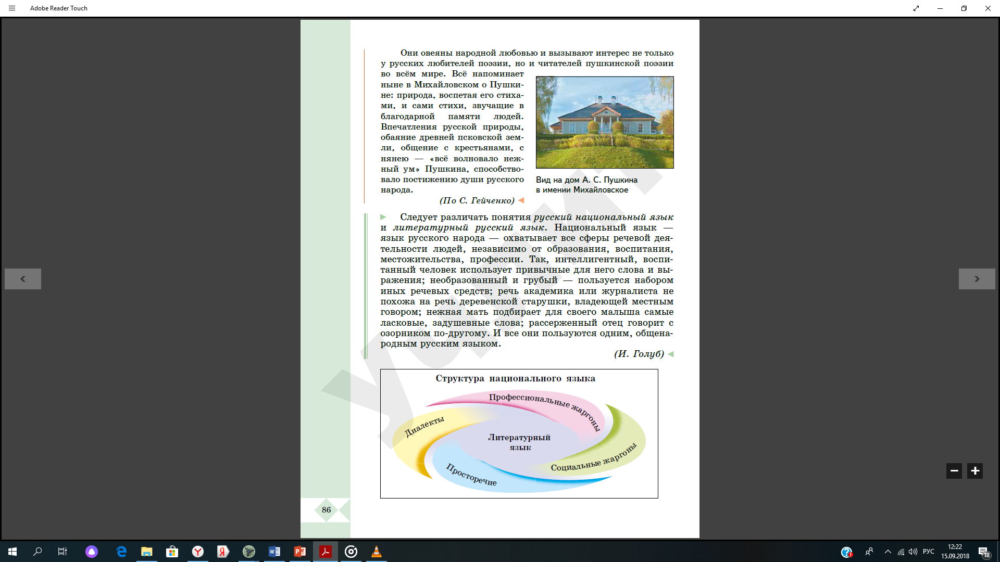 Adobe Reader Touch
Они овеяны народной любовью и вызывают интерес не только
у русских любителей поэзии, но и читателей пушкинской поэзии
во всём мире. Всё напоминает
ныне в Михайловском о Пушки-
не: природа, воспетая его стиха-
ми, и сами стихи, звучащие в
благодарной памяти людей.
Впечатления русской природы,
обаяние древней псковской зем-
ли, общение с крестьянами, с
нянею — «всё волновало неж-
ный ум» Пушкина, способство-
вало постижению души русского
народа.
(По С. Гейченко)
Вид на дом А. С. Пушкина
в имении Михайловское
Следует различать понятия русский национальный язык
и литературный русский язык. Национальный язык —
язык русского народа — охватывает все сферы речевой дея-
тельности людей, независимо от образования, воспитания,
местожительства, профессии. Так, интеллигентный, воспи-
танный человек использует привычные для него слова и вы-
ражения; необразованный и грубый — пользуется набором
иных речевых средств; речь академика или журналиста не
похожа на речь деревенской старушки, владеющей местным
говором; нежная мать подбирает для своего малыша самые
ласковые, задушевные слова; рассерженный отец говорит с
озорником по-другому. И все они пользуются одним, общена-
родным русским языком.
(И. Голуб)
Структура национального языка
Профессиональные жаргоны
Диалекты
Литературный
язык
Социальные жаргоны
Просторечие
86
РУС
12:22
15.09.2018
18